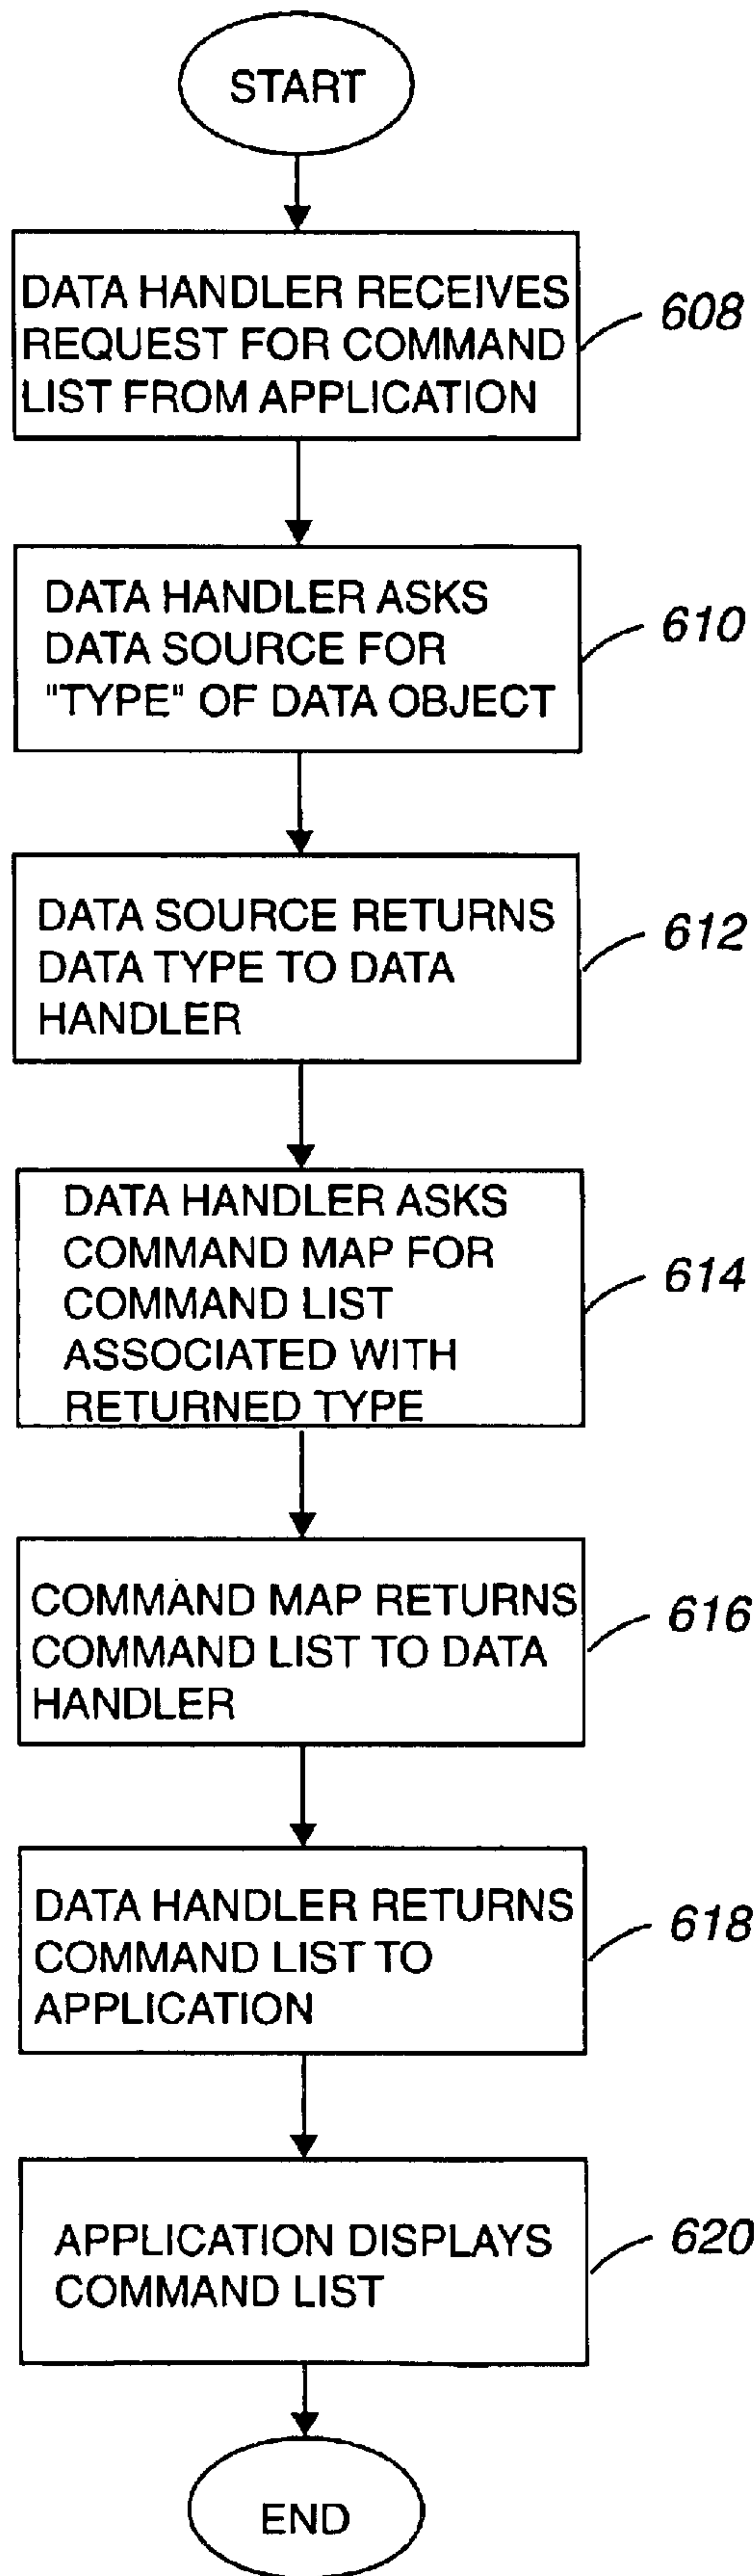 START
DATA HANDLER RECEIVES
REQUEST FOR COMMAND
LIST FROM APPLICATION
608
DATA HANDLER ASKS
DATA SOURCE FOR
"TYPE" OF DATA OBJECT
610
DATA SOURCE RETURNS
DATA TYPE TO DATA
HANDLER
612
DATA HANDLER ASKS
COMMAND MAP FOR
COMMAND LIST
ASSOCIATED WITH
RETURNED TYPE
614
COMMAND MAP RETURNS
COMMAND LIST TO DATA
HANDLER
616
DATA HANDLER RETURNS
COMMAND LIST TO
APPLICATION
618
APPLICATION DISPLAYS
COMMAND LIST
620
END